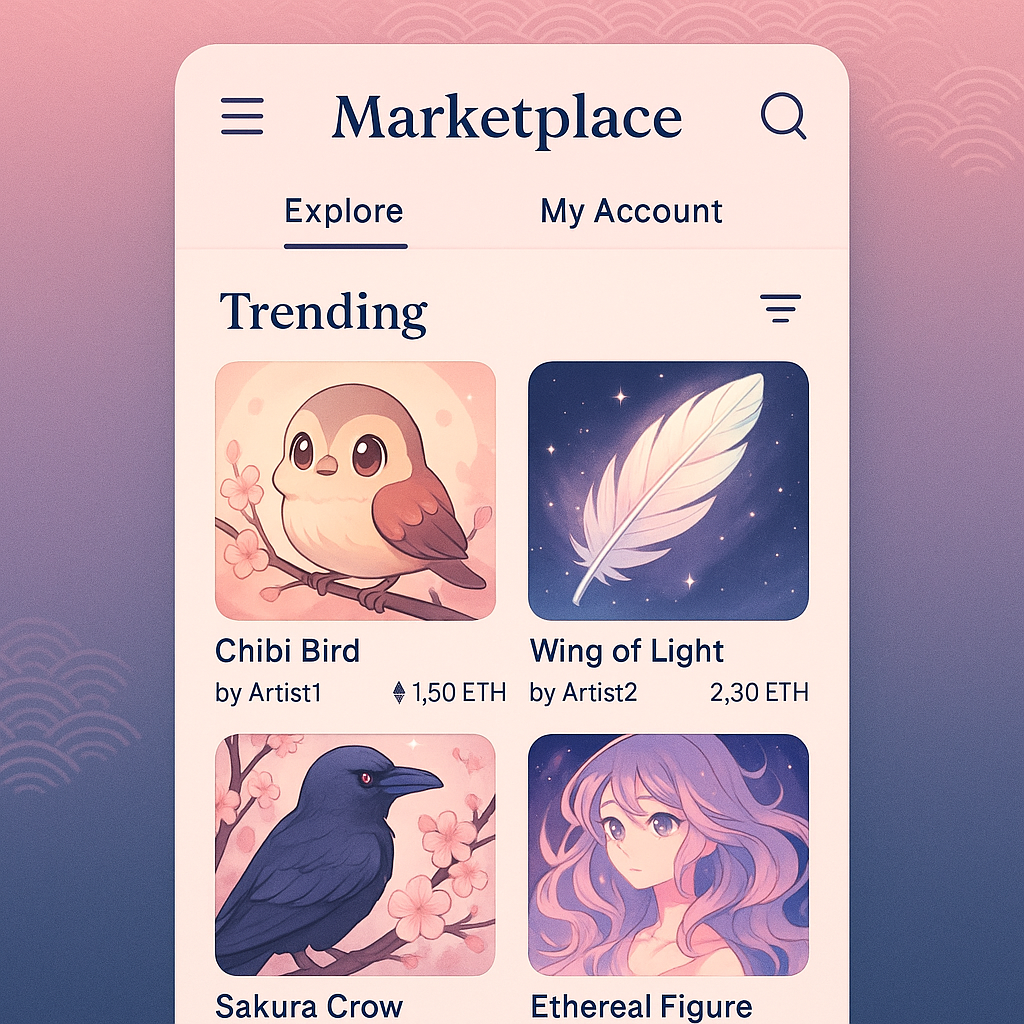 Marketplace
Explore My Account
Trending
Chibi Bird
by Artist1 1,50 ETH
Wing of Light
by Artist2 2,30 ETH
Sakura Crow
Ethereal Figure